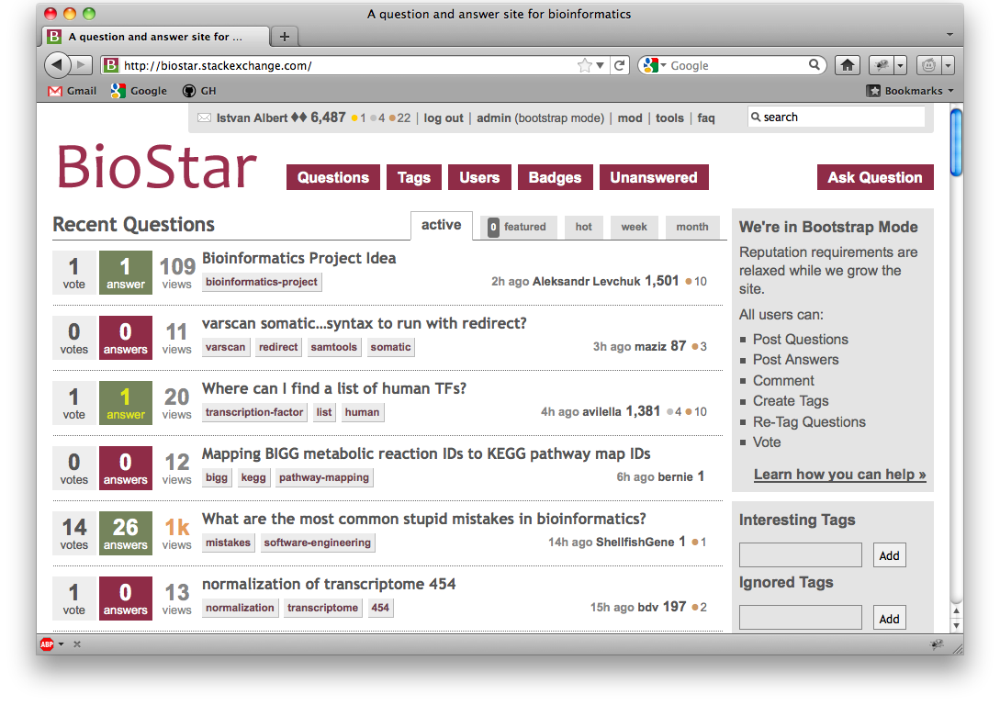 A question and answer site for bioinformatics
A question and answer site for ...
http://biostar.stackexchange.com/
Google
Gmail
Google
GH
Bookmarks
Istvan Albert ♦♦ 6,487 ●1 ●4 ●22 | log out | admin (bootstrap mode) | mod | tools | faq
search
BioStar
Questions
Tags
Users
Badges
Unanswered
Ask Question
Recent Questions
active
0 featured
hot
week
month
1 vote
1 answer
109 views
Bioinformatics Project Idea
bioinformatics-project
2h ago Aleksandr Levchuk 1,501 ●10
0 votes
0 answers
11 views
varscan somatic...syntax to run with redirect?
varscan redirect samtools somatic
3h ago maziz 87 ●3
1 vote
1 answer
20 views
Where can I find a list of human TFs?
transcription-factor list human
4h ago avilella 1,381 ●4 ●10
0 votes
0 answers
12 views
Mapping BIGG metabolic reaction IDs to KEGG pathway map IDs
bigg kegg pathway-mapping
6h ago bernie 1
14 votes
26 answers
1k views
What are the most common stupid mistakes in bioinformatics?
mistakes software-engineering
14h ago ShellfishGene 1 ●1
1 vote
0 answers
13 views
normalization of transcriptome 454
normalization transcriptome 454
15h ago bdv 197 ●2
We're in Bootstrap Mode
Reputation requirements are
relaxed while we grow the
site.
All users can:
Post Questions
Post Answers
Comment
Create Tags
Re-Tag Questions
Vote
Learn how you can help »
Interesting Tags
Add
Ignored Tags
Add
ABP